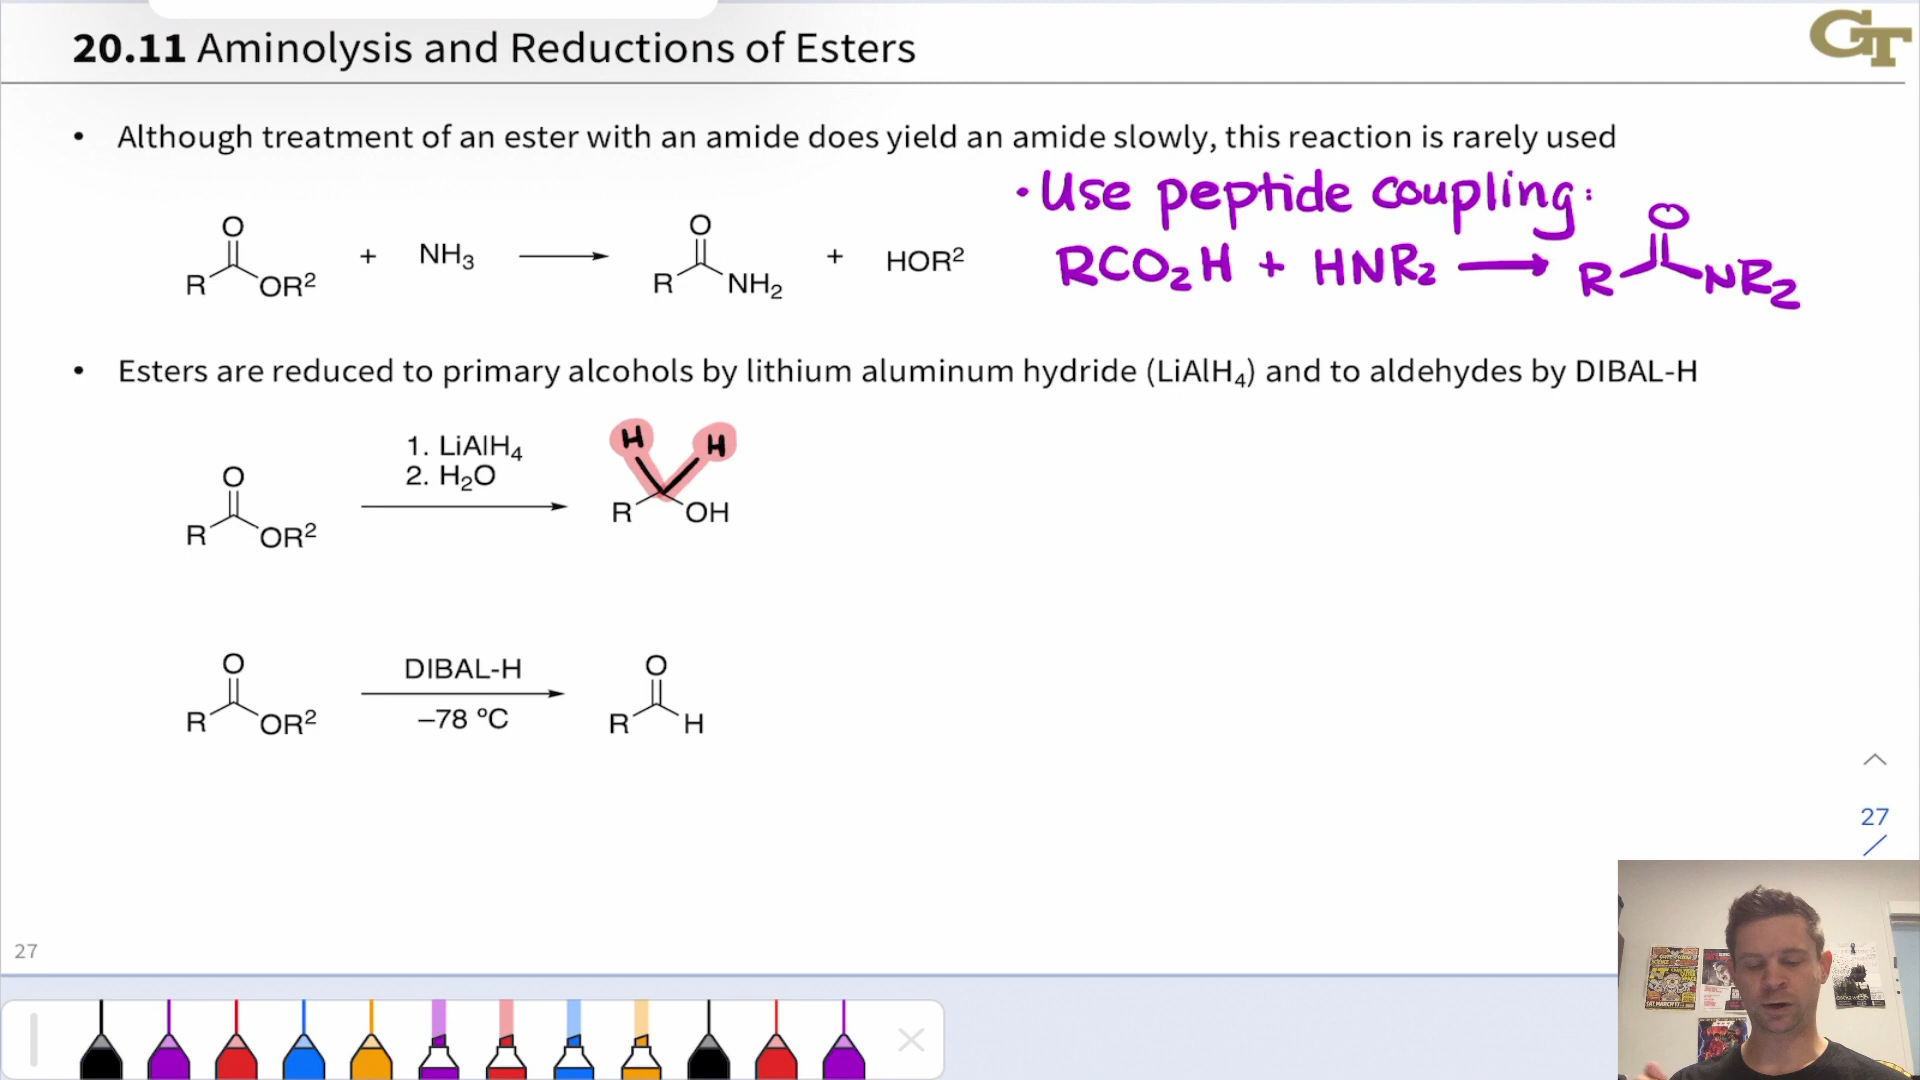 20.11 Aminolysis and Reductions of Esters
GT
• Although treatment of an ester with an amide does yield an amide slowly, this reaction is rarely used
• Use peptide coupling:
O
R OR² + NH₃ ⟶ O
R NH₂ + HOR²
RCO₂H + HNR₂ ⟶ O
R NR₂
• Esters are reduced to primary alcohols by lithium aluminum hydride (LiAlH₄) and to aldehydes by DIBAL-H
1. LiAlH₄
2. H₂O
O
R OR²
H H
R OH
DIBAL-H
–78 ºC
O
R OR²
O
R H
27
27